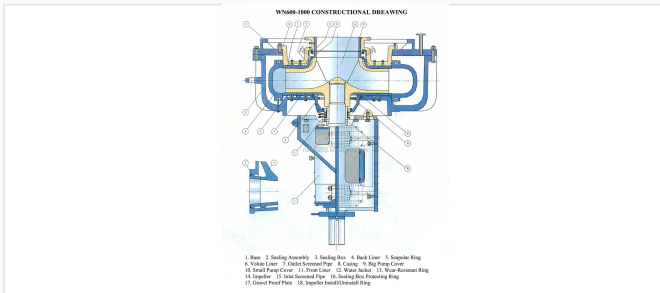 WN600-1000 CONSTRUCTIONAL DREAWING
1. Base 2. Sealing Assembly 3. Sealing Box 4. Back Liner 5. Scapular Ring
6. Volute Liner 7. Outlet Screened Pipe 8. Casing 9. Big Pump Cover
10. Small Pump Cover 11. Front Liner 12. Water Jacket 13. Wear-Resistant Ring
14. Impeller 15. Inlet Screened Pipe 16. Sealing Box Protecting Ring
17. Gravel Proof Plate 18. Impeller Install/Uninstall Ring